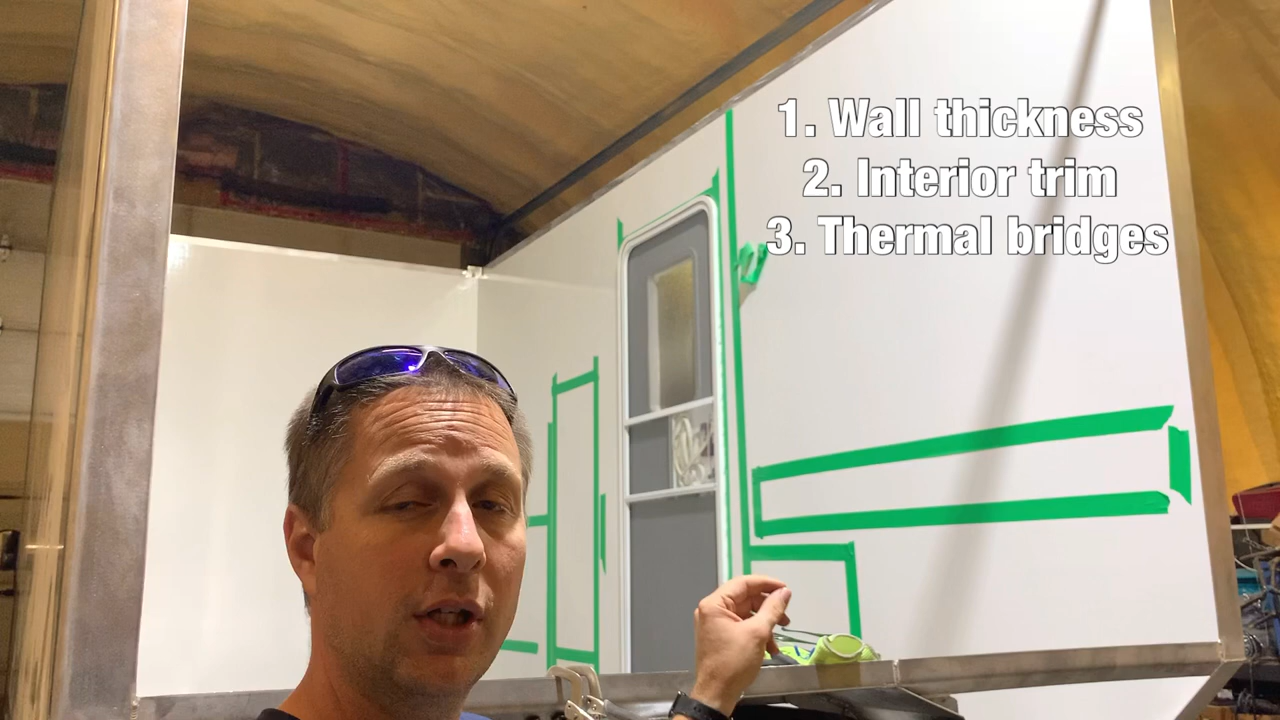 1. Wall thickness
2. Interior trim
3. Thermal bridges